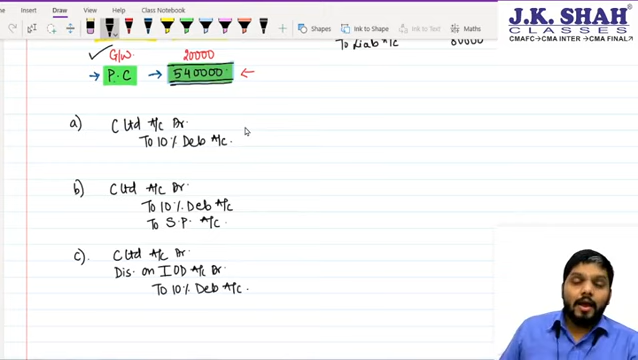 File
Home
Insert
Draw
View
Class Notebook
Shapes
Ink to Shape
Ink to Text
Maths
J.K. SHAH
CLASSES
CMAFC→CMA INTER →CMA FINAL
To Liab A/c 80000
G/W. 20000
→ P.C → 540000 ←
a) C Ltd A/c Dr.
To 10% Deb A/c.
b) C Ltd A/c Dr.
To 10% Deb A/c
To S.P. A/c.
c). C Ltd A/c Dr.
Dis. on IOD A/c Dr.
To 10% Deb A/c.